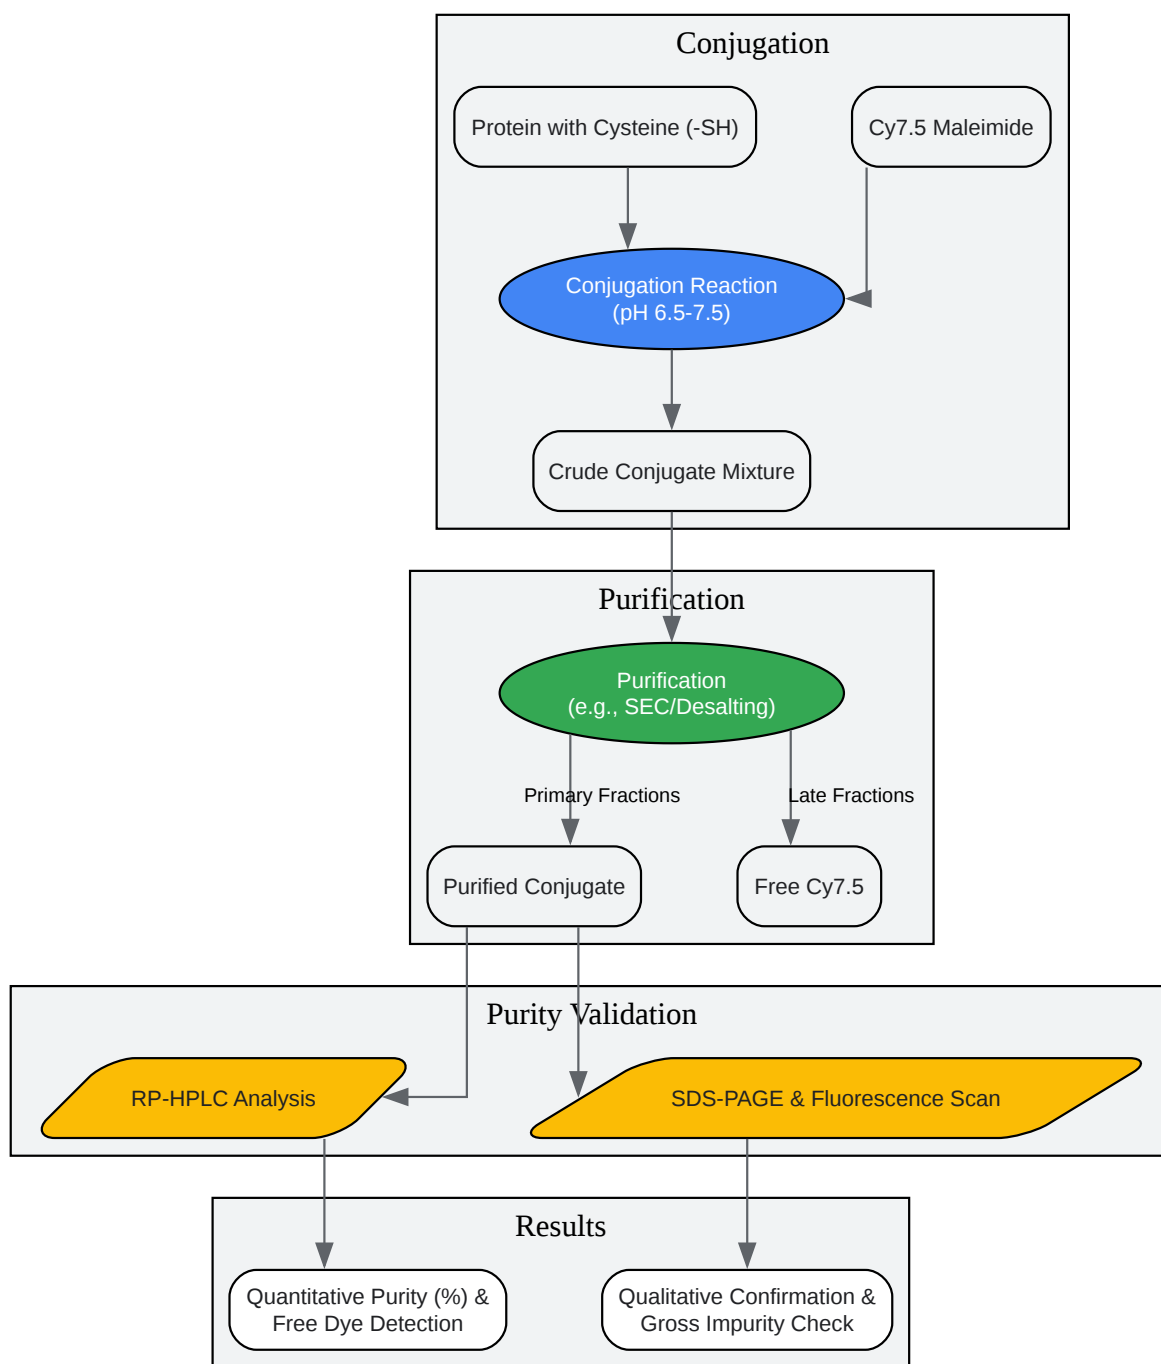 Conjugation
Protein with Cysteine (-SH)
Cy7.5 Maleimide
Conjugation Reaction
(pH 6.5-7.5)
Crude Conjugate Mixture
Purification
Purification
(e.g., SEC/Desalting)
Primary Fractions
Late Fractions
Purified Conjugate
Free Cy7.5
Purity Validation
RP-HPLC Analysis
SDS-PAGE & Fluorescence Scan
Results
Quantitative Purity (%) &
Free Dye Detection
Qualitative Confirmation &
Gross Impurity Check